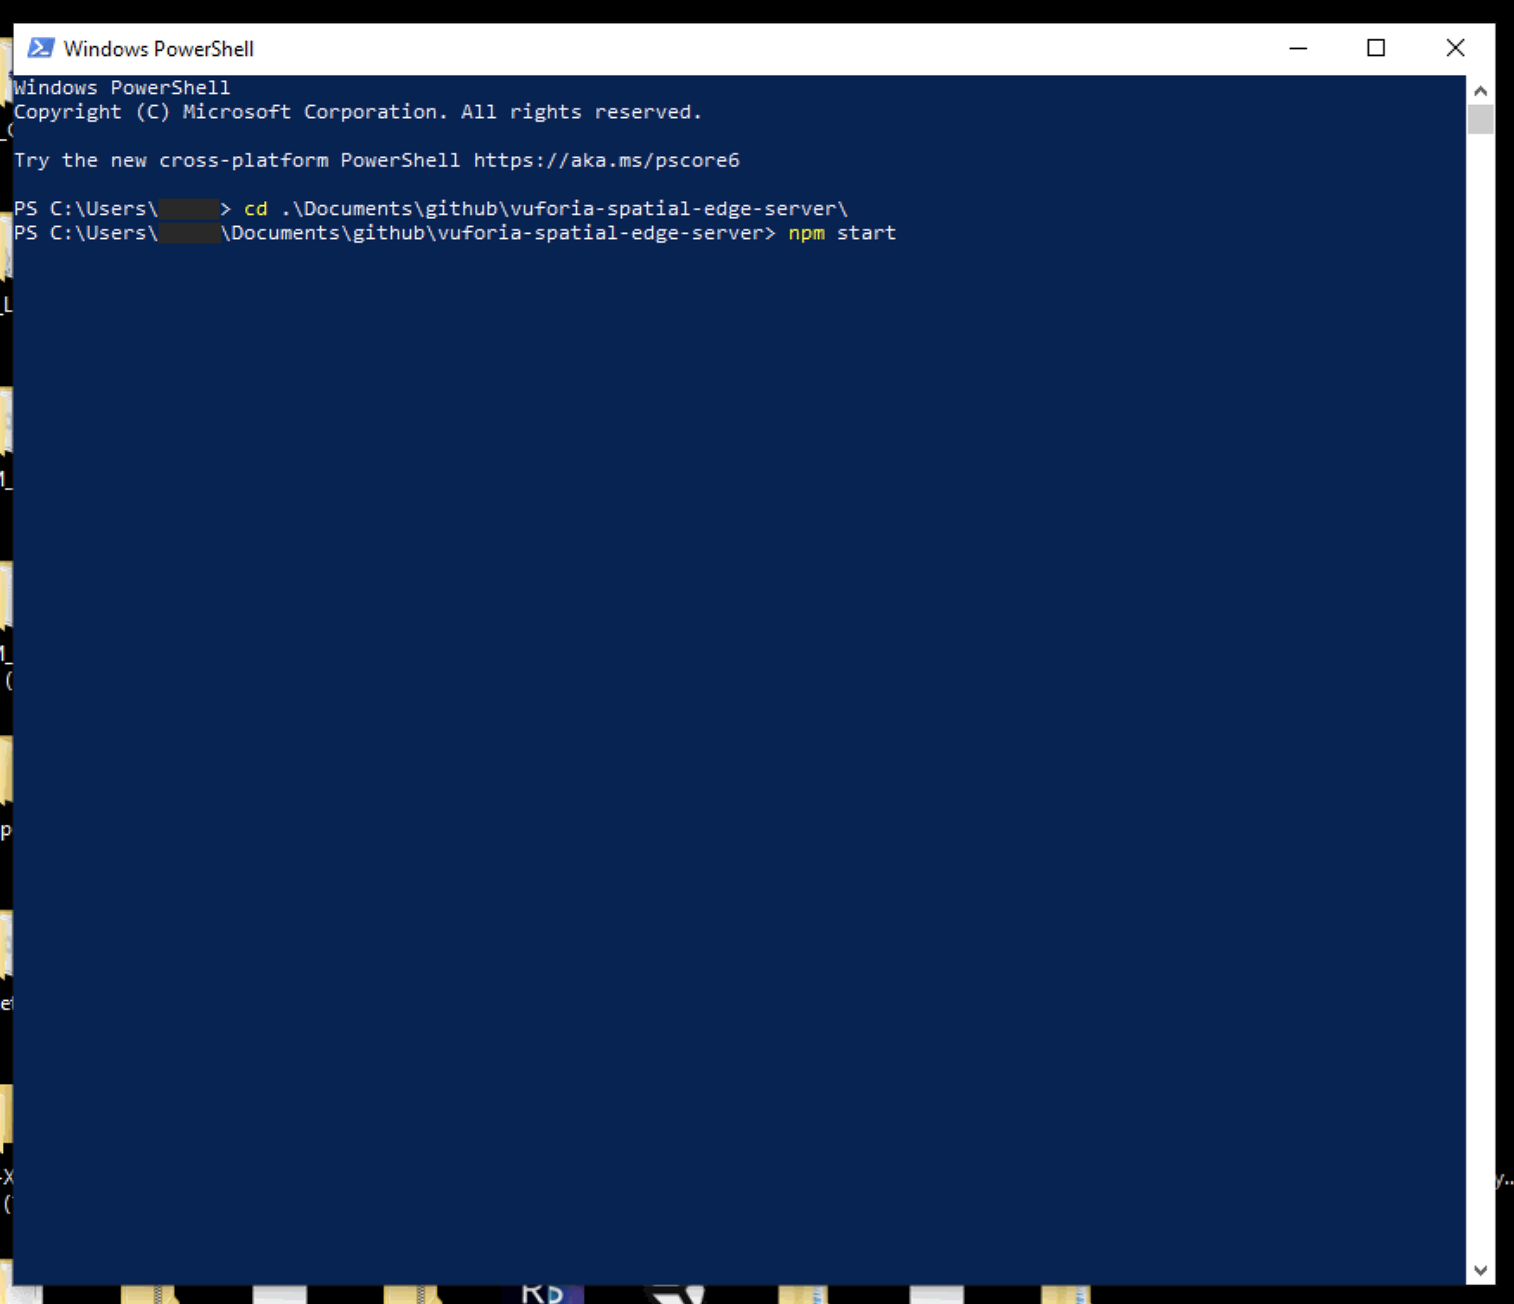 Windows PowerShell
Windows PowerShell
Copyright (C) Microsoft Corporation. All rights reserved.
Try the new cross-platform PowerShell https://aka.ms/pscore6
PS C:\Users\ > cd .\Documents\github\vuforia-spatial-edge-server\
PS C:\Users\ \Documents\github\vuforia-spatial-edge-server> npm start